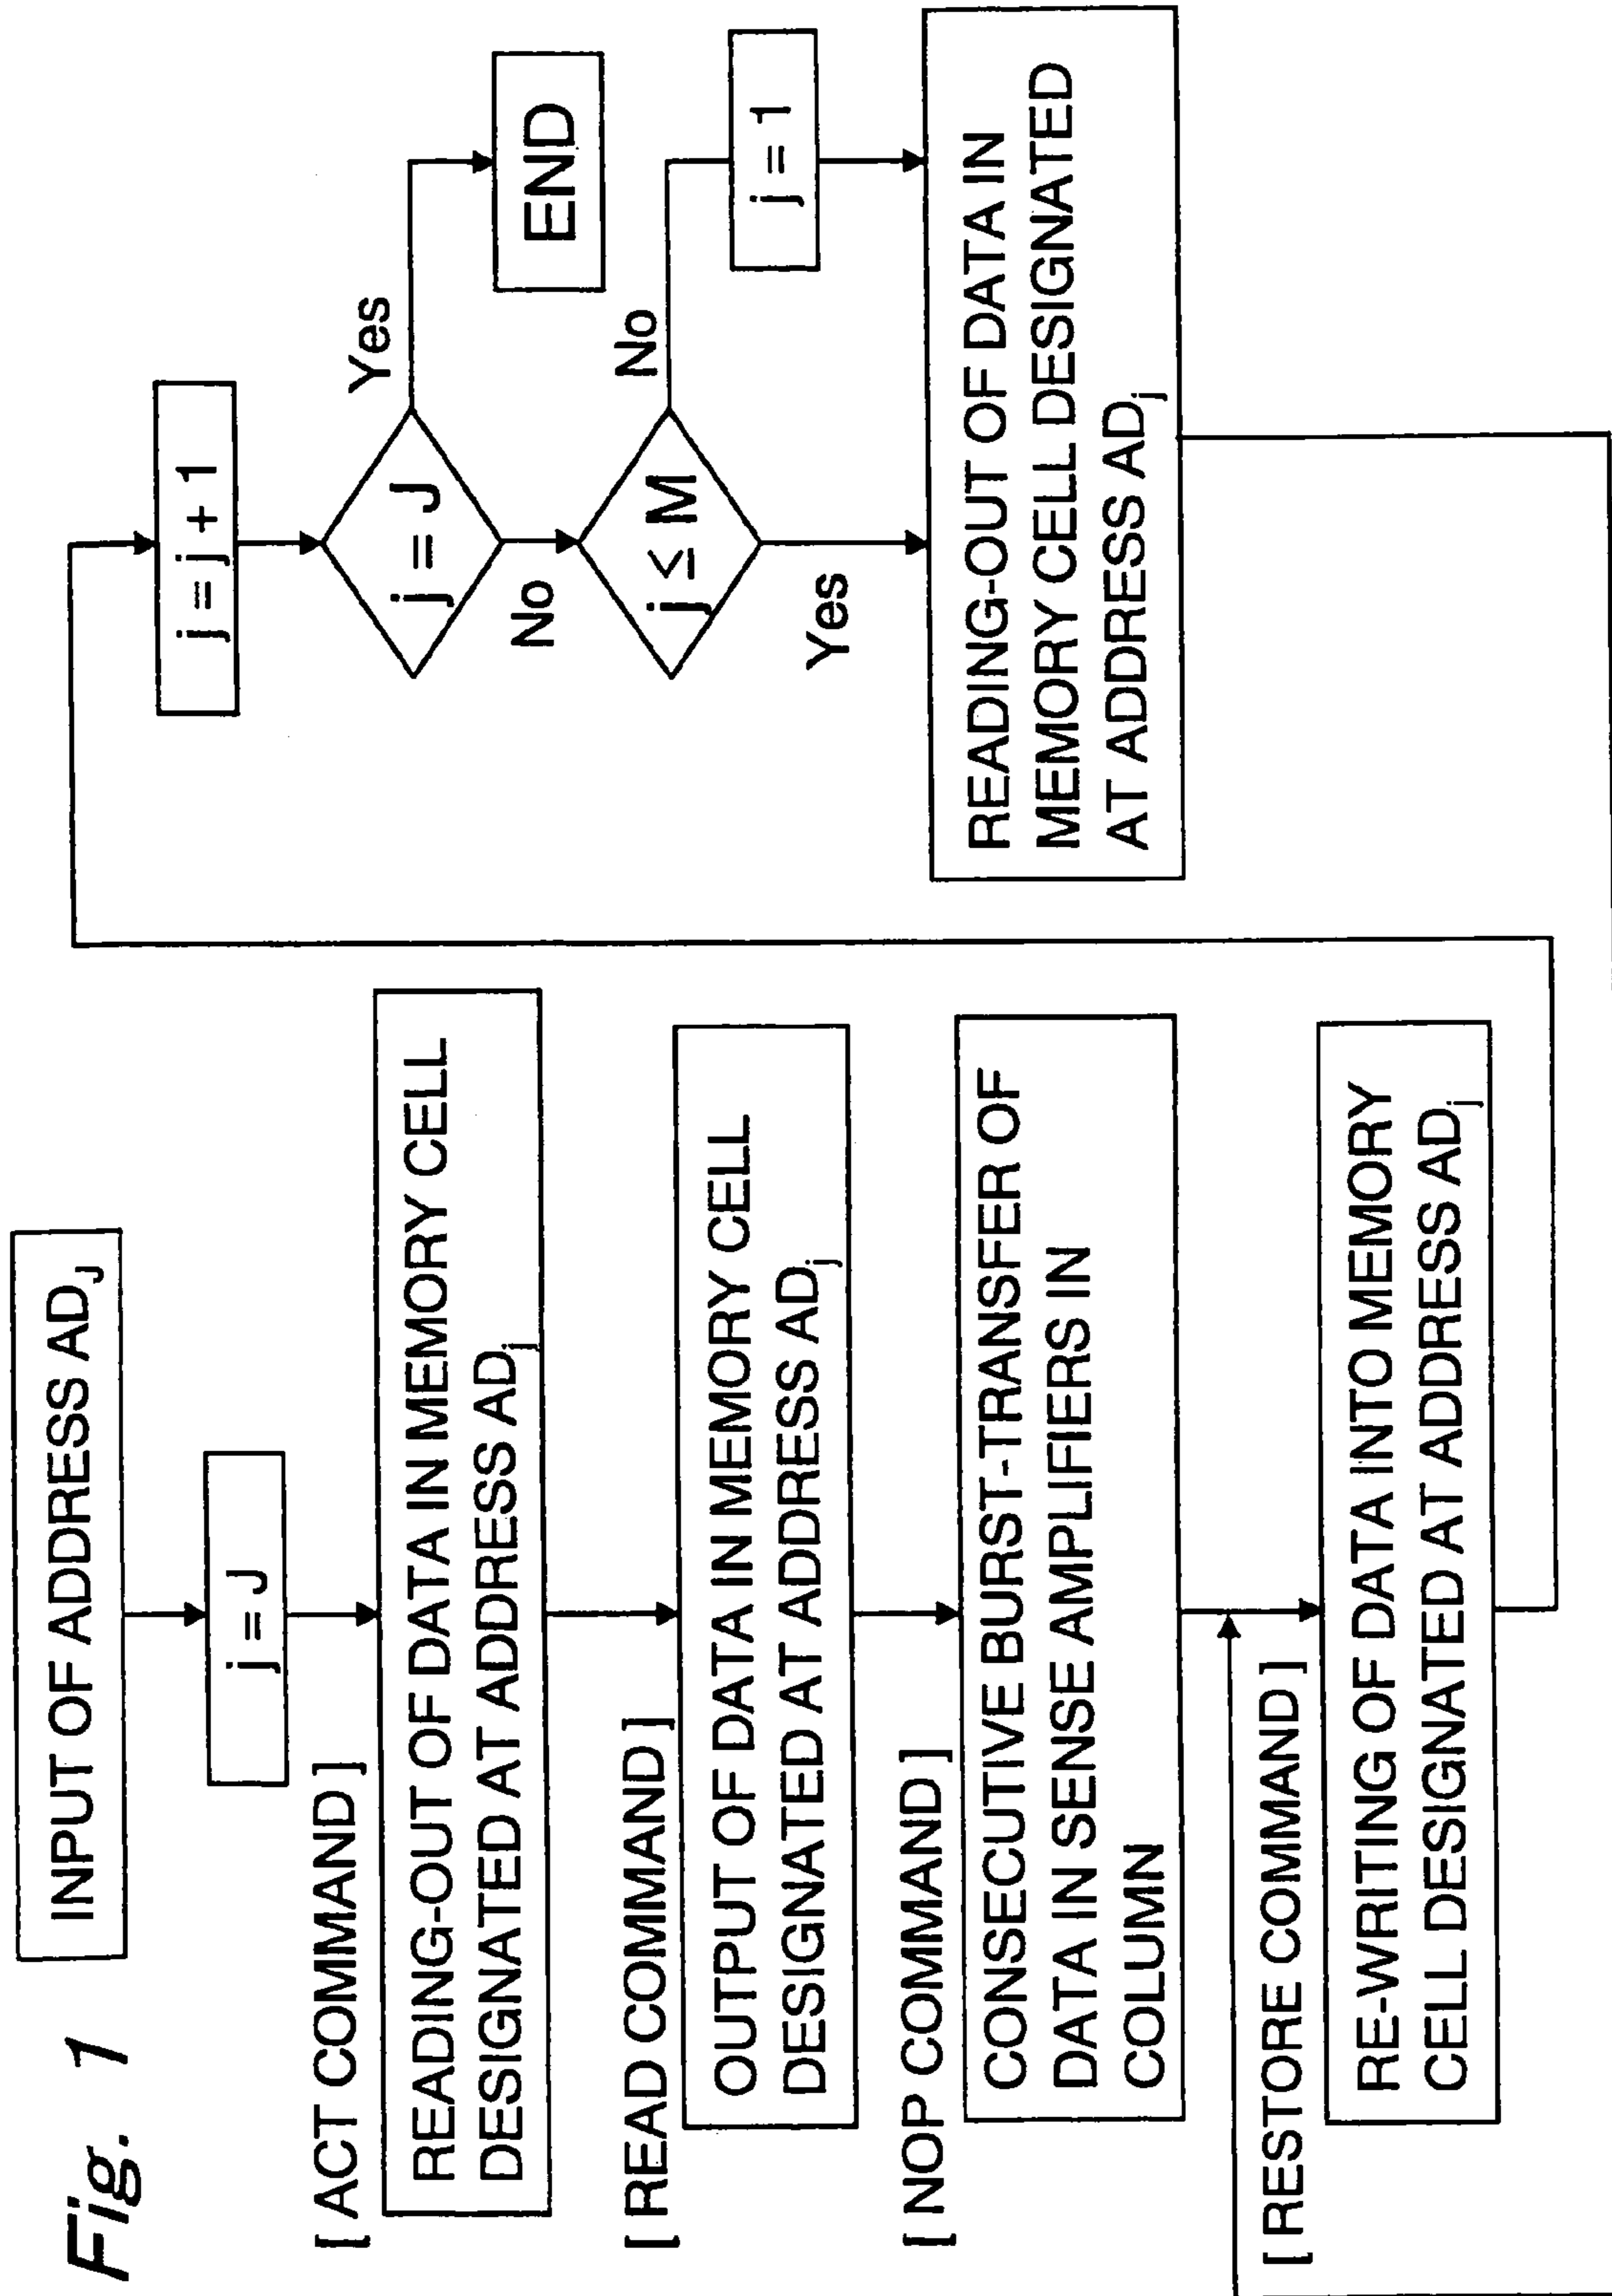 Fig. 1
INPUT OF ADDRESS AD_J
j = J
[ ACT COMMAND ]
READING-OUT OF DATA IN MEMORY CELL
DESIGNATED AT ADDRESS AD_j
[ READ COMMAND ]
OUTPUT OF DATA IN MEMORY CELL
DESIGNATED AT ADDRESS AD_j
[ NOP COMMAND ]
CONSECUTIVE BURST-TRANSFER OF
DATA IN SENSE AMPLIFIERS IN
COLUMN
[ RESTORE COMMAND ]
RE-WRITING OF DATA INTO MEMORY
CELL DESIGNATED AT ADDRESS AD_j
j = j + 1
j = J
Yes
END
No
j ≤ M
No
j = 1
Yes
READING-OUT OF DATA IN
MEMORY CELL DESIGNATED
AT ADDRESS AD_j